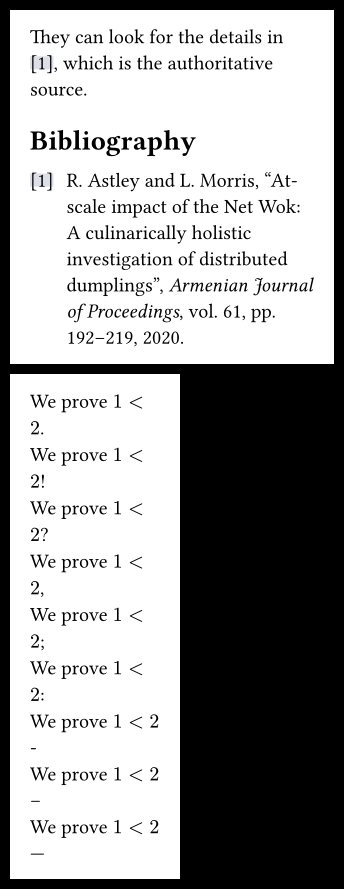 They can look for the details in
[1], which is the authoritative
source.
Bibliography
[1] R. Astley and L. Morris, “At-
scale impact of the Net Wok:
A culinarically holistic
investigation of distributed
dumplings”, Armenian Journal
of Proceedings, vol. 61, pp.
192–219, 2020.
We prove 1 <
2.
We prove 1 <
2!
We prove 1 <
2?
We prove 1 <
2,
We prove 1 <
2;
We prove 1 <
2:
We prove 1 < 2
-
We prove 1 < 2
–
We prove 1 < 2
—